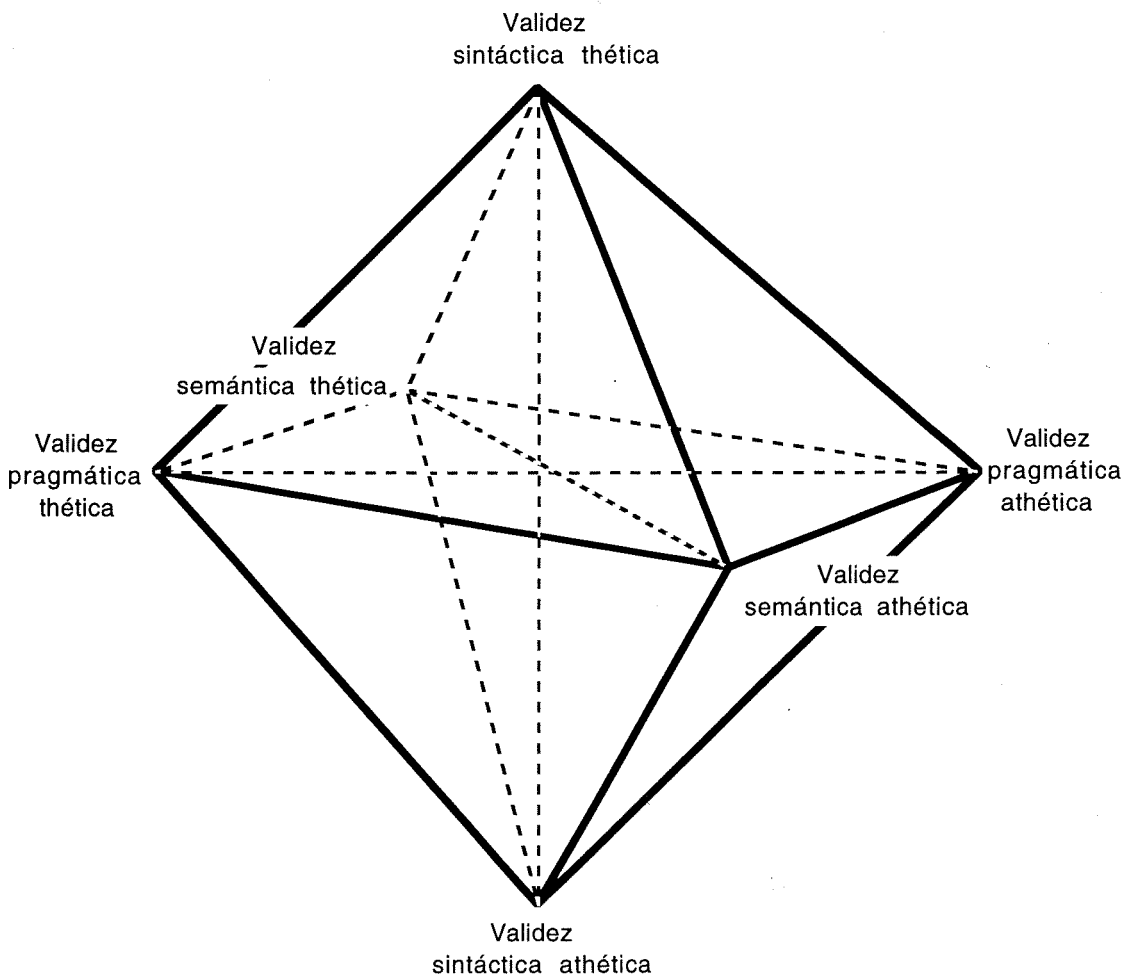 Validez
sintáctica thética
Validez
semántica thética
Validez
pragmática
thética
Validez
pragmática
athética
Validez
semántica athética
Validez
sintáctica athética